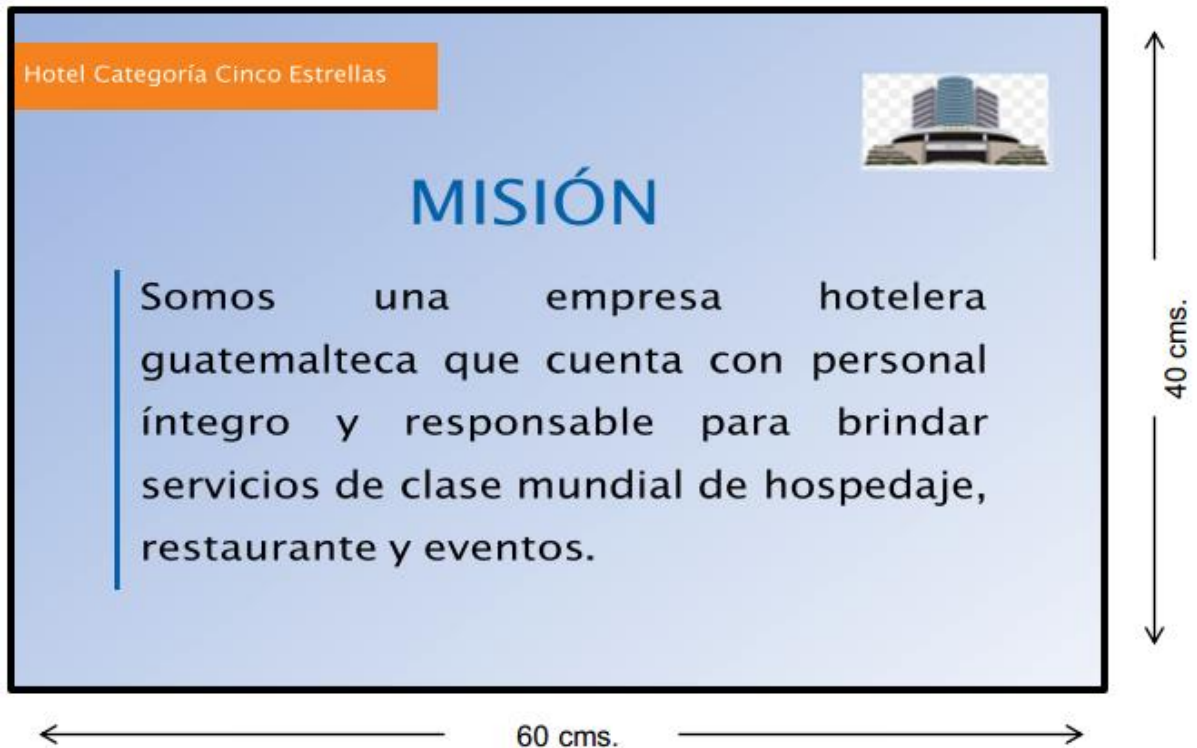 Hotel Categoría Cinco Estrellas
MISIÓN
Somos una empresa hotelera
guatemalteca que cuenta con personal
íntegro y responsable para brindar
servicios de clase mundial de hospedaje,
restaurante y eventos.
40 cms.
60 cms.